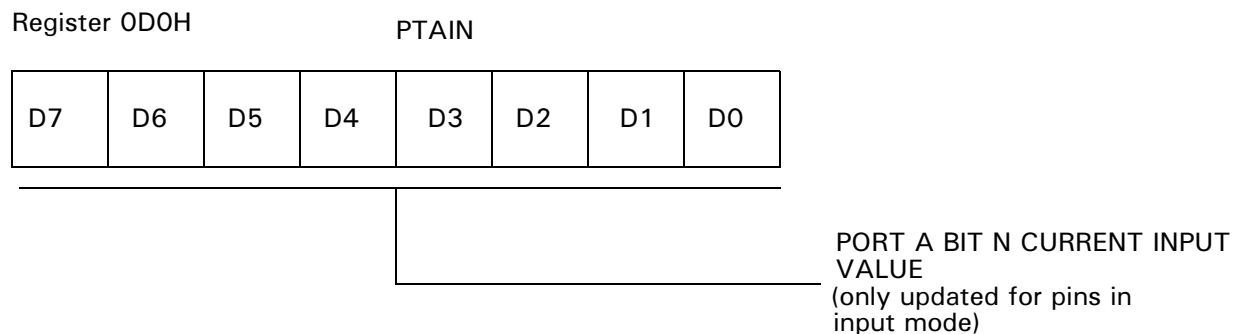 Register 0D0H
PTAIN
D7 D6 D5 D4 D3 D2 D1 D0
PORT A BIT N CURRENT INPUT
VALUE
(only updated for pins in
input mode)